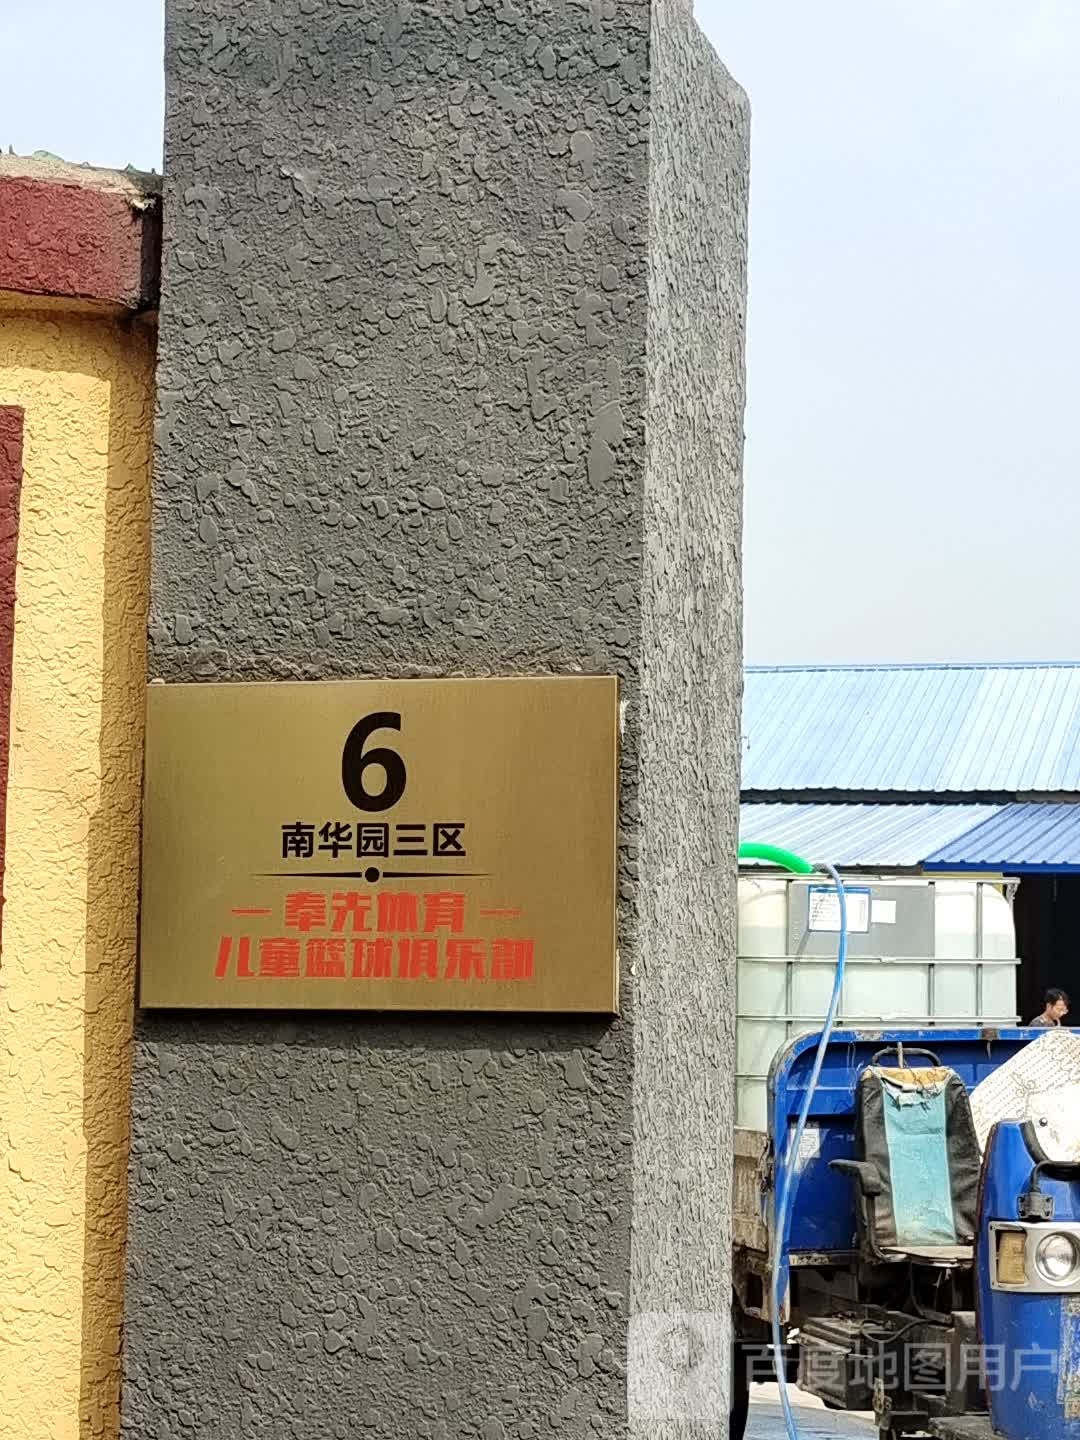 6
南华园三区
— 奉先体育 —
儿童篮球俱乐部
百度地图用户